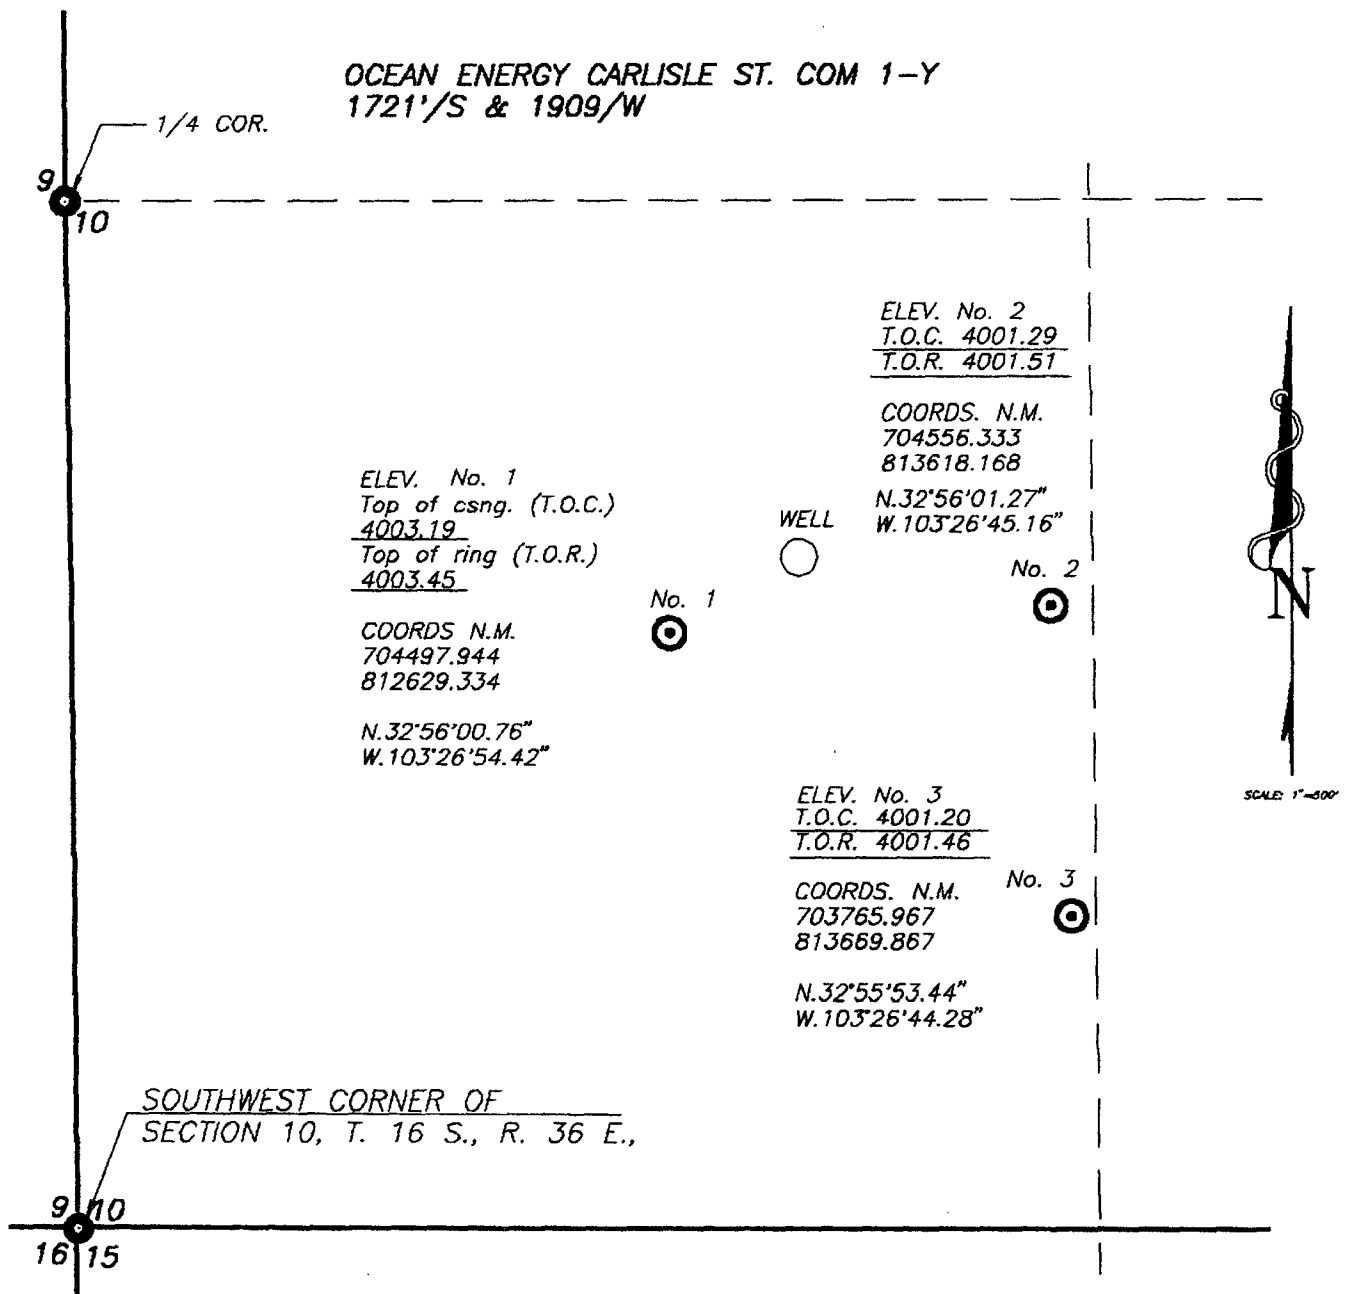 OCEAN ENERGY CARLISLE ST. COM 1-Y
1721'/S & 1909/W
1/4 COR.
9
10
ELEV. No. 2
T.O.C. 4001.29
T.O.R. 4001.51
COORDS. N.M.
704556.333
813618.168
N.32°56'01.27"
W.103°26'45.16"
ELEV. No. 1
Top of csng. (T.O.C.)
4003.19
Top of ring (T.O.R.)
4003.45
COORDS N.M.
704497.944
812629.334
N.32°56'00.76"
W.103°26'54.42"
WELL
No. 1
No. 2
N
ELEV. No. 3
T.O.C. 4001.20
T.O.R. 4001.46
COORDS. N.M.
703765.967
813669.867
N.32°55'53.44"
W.103°26'44.28"
No. 3
SCALE:
SOUTHWEST CORNER OF
SECTION 10, T. 16 S., R. 36 E.,
9 10
16 15